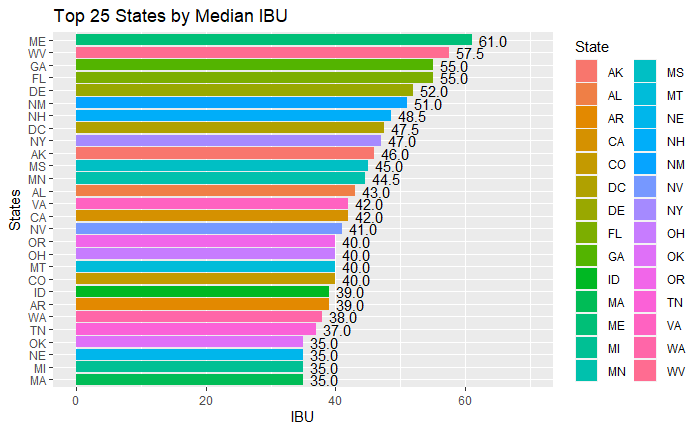 Top 25 States by Median IBU
States
ME 61.0
WV 57.5
GA 55.0
FL 55.0
DE 52.0
NM 51.0
NH 48.5
DC 47.5
NY 47.0
AK 46.0
MS 45.0
MN 44.5
AL 43.0
VA 42.0
CA 42.0
NV 41.0
OR 40.0
OH 40.0
MT 40.0
CO 40.0
ID 39.0
AR 39.0
WA 38.0
TN 37.0
OK 35.0
NE 35.0
MI 35.0
MA 35.0
0 20 40 60
IBU
State
AK MS
AL MT
AR NE
CA NH
CO NM
DC NV
DE NY
FL OH
GA OK
ID OR
MA TN
ME VA
MI WA
MN WV